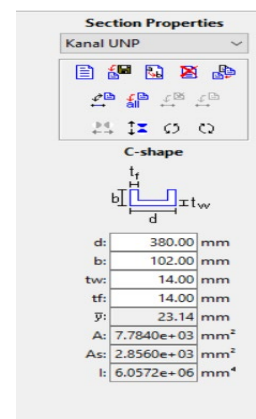 Section Properties
Kanal UNP
all
C-shape
tf
b
tw
d
d: 380.00 mm
b: 102.00 mm
tw: 14.00 mm
tf: 14.00 mm
y̅: 23.14 mm
A: 7.7840e+03 mm²
As: 2.8560e+03 mm²
I: 6.0572e+06 mm⁴